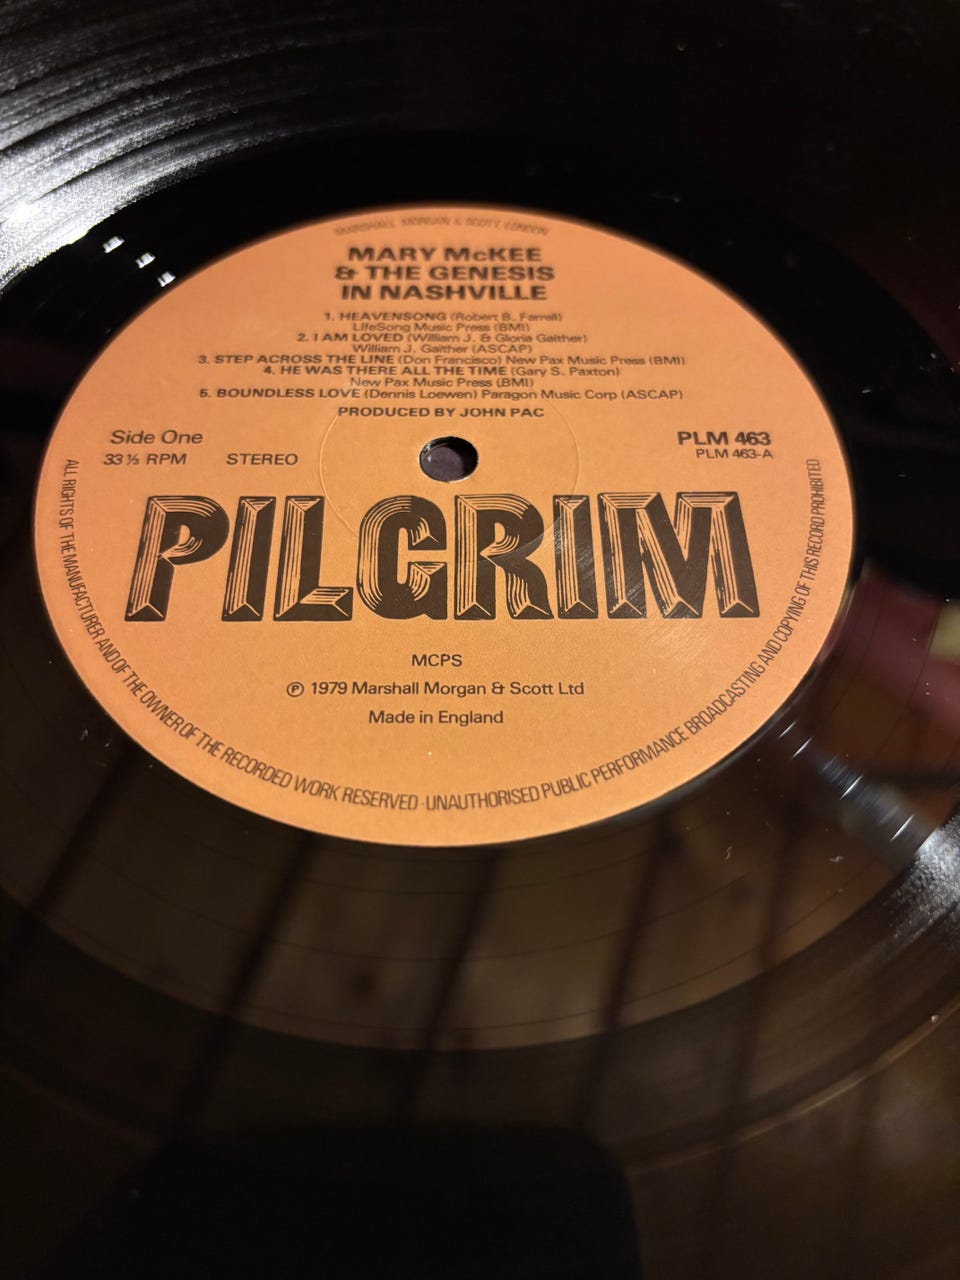 MARSHALL MORGAN & SCOTT, LONDON
MARY McKEE
& THE GENESIS
IN NASHVILLE
1. HEAVENSONG (Robert B. Farrell)
LifeSong Music Press (BMI)
2. I AM LOVED (William J. & Gloria Gaither)
William J. Gaither (ASCAP)
3. STEP ACROSS THE LINE (Don Francisco) New Pax Music Press (BMI)
4. HE WAS THERE ALL THE TIME (Gary S. Paxton)
New Pax Music Press (BMI)
5. BOUNDLESS LOVE (Dennis Loewen) Paragon Music Corp (ASCAP)
PRODUCED BY JOHN PAC
Side One
33⅓ RPM STEREO
PLM 463
PLM 463-A
PILGRIM
MCPS
℗ 1979 Marshall Morgan & Scott Ltd
Made in England
ALL RIGHTS OF THE MANUFACTURER AND OF THE OWNER OF THE RECORDED WORK RESERVED · UNAUTHORISED PUBLIC PERFORMANCE BROADCASTING AND COPYING OF THIS RECORD PROHIBITED